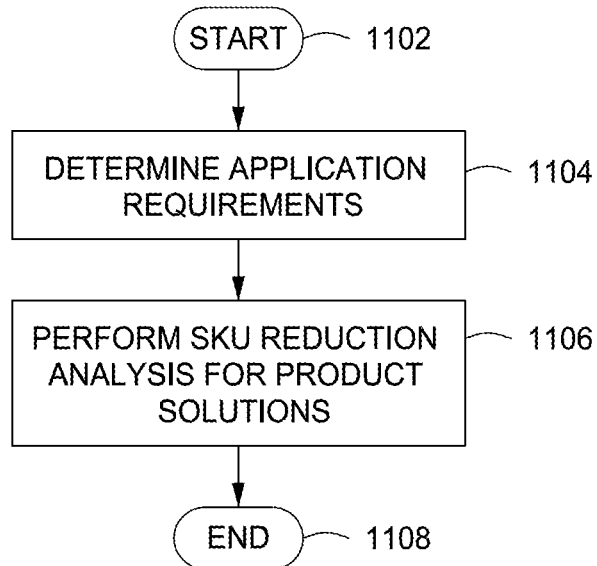 START 1102
DETERMINE APPLICATION
REQUIREMENTS
1104
PERFORM SKU REDUCTION
ANALYSIS FOR PRODUCT
SOLUTIONS
1106
END 1108